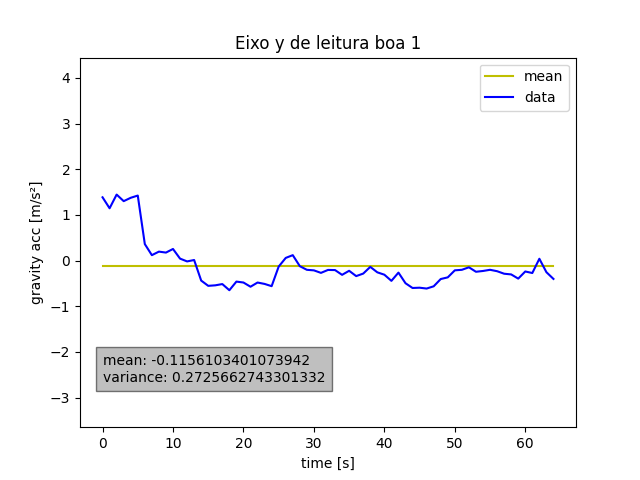 Eixo y de leitura boa 1
mean
data
4
3
2
1
0
−1
−2
−3
gravity acc [m/s²]
mean: -0.1156103401073942
variance: 0.2725662743301332
0 10 20 30 40 50 60
time [s]